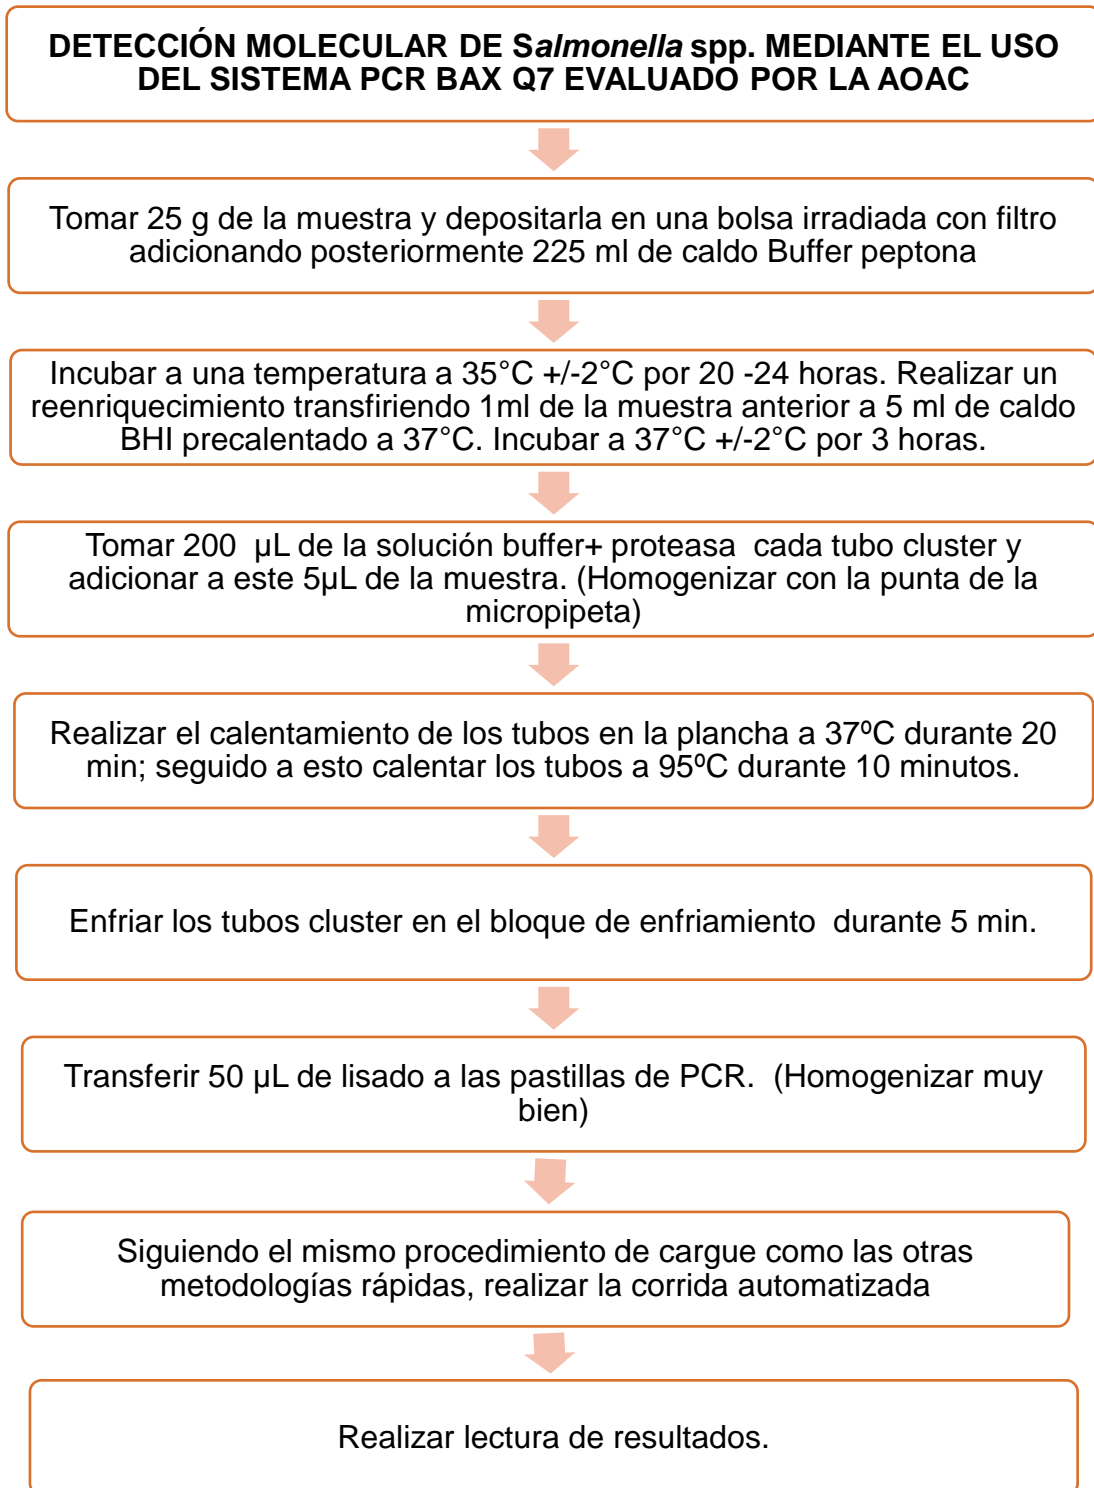 DETECCIÓN MOLECULAR DE Salmonella spp. MEDIANTE EL USO
DEL SISTEMA PCR BAX Q7 EVALUADO POR LA AOAC
Tomar 25 g de la muestra y depositarla en una bolsa irradiada con filtro
adicionando posteriormente 225 ml de caldo Buffer peptona
Incubar a una temperatura a 35°C +/-2°C por 20 -24 horas. Realizar un
reenriquecimiento transfiriendo 1ml de la muestra anterior a 5 ml de caldo
BHI precalentado a 37°C. Incubar a 37°C +/-2°C por 3 horas.
Tomar 200 µL de la solución buffer+ proteasa cada tubo cluster y
adicionar a este 5µL de la muestra. (Homogenizar con la punta de la
micropipeta)
Realizar el calentamiento de los tubos en la plancha a 37ºC durante 20
min; seguido a esto calentar los tubos a 95ºC durante 10 minutos.
Enfriar los tubos cluster en el bloque de enfriamiento durante 5 min.
Transferir 50 µL de lisado a las pastillas de PCR. (Homogenizar muy
bien)
Siguiendo el mismo procedimiento de cargue como las otras
metodologías rápidas, realizar la corrida automatizada
Realizar lectura de resultados.